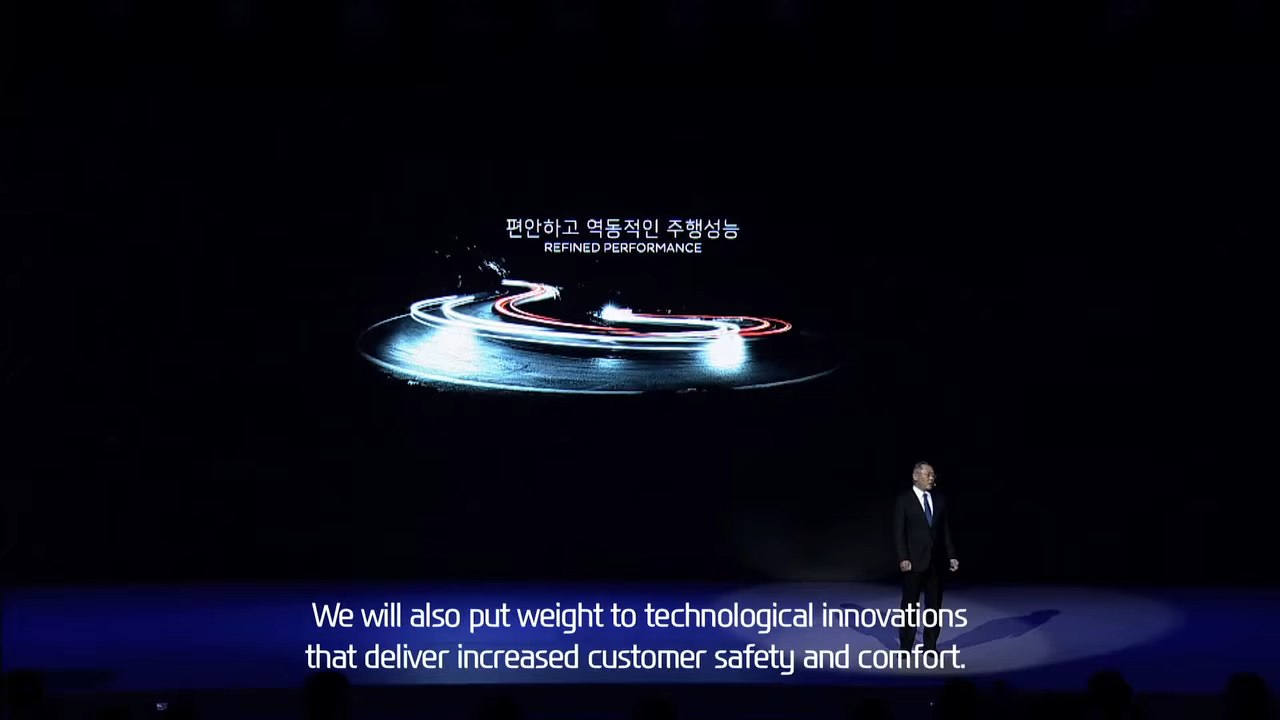 편안하고 역동적인 주행성능
REFINED PERFORMANCE
We will also put weight to technological innovations
that deliver increased customer safety and comfort.